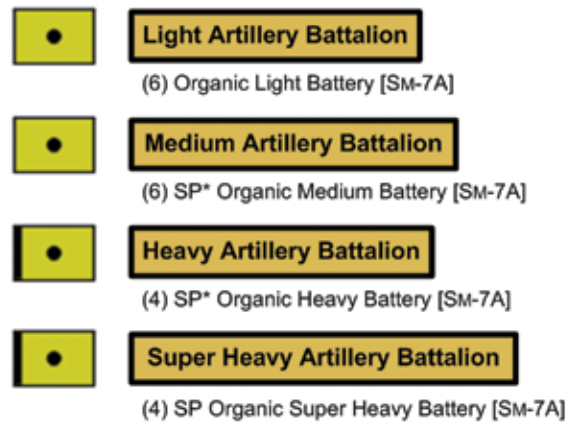 Light Artillery Battalion
(6) Organic Light Battery [SM-7A]
Medium Artillery Battalion
(6) SP* Organic Medium Battery [SM-7A]
Heavy Artillery Battalion
(4) SP* Organic Heavy Battery [SM-7A]
Super Heavy Artillery Battalion
(4) SP Organic Super Heavy Battery [SM-7A]